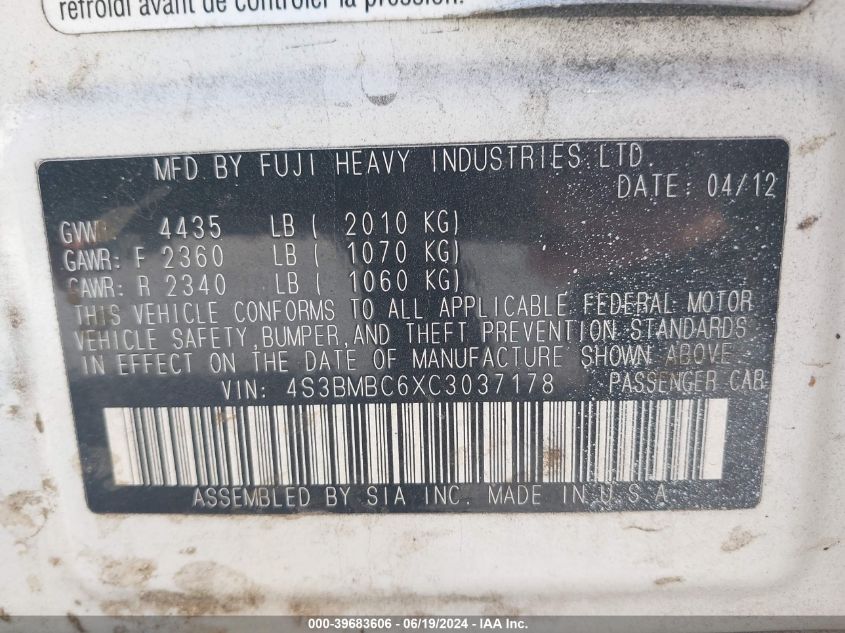 refroidi avant de contrôler la pression.
MFD BY FUJI HEAVY INDUSTRIES LTD.
DATE: 04/12
GVWR: 4435 LB ( 2010 KG)
GAWR: F 2360 LB ( 1070 KG)
GAWR: R 2340 LB ( 1060 KG)
THIS VEHICLE CONFORMS TO ALL APPLICABLE FEDERAL MOTOR
VEHICLE SAFETY,BUMPER,AND THEFT PREVENTION STANDARDS
IN EFFECT ON THE DATE OF MANUFACTURE SHOWN ABOVE
VIN: 4S3BMBC6XC3037178 PASSENGER CAR
ASSEMBLED BY SIA INC. MADE IN U.S.A
000-39683606 - 06/19/2024 - IAA Inc.